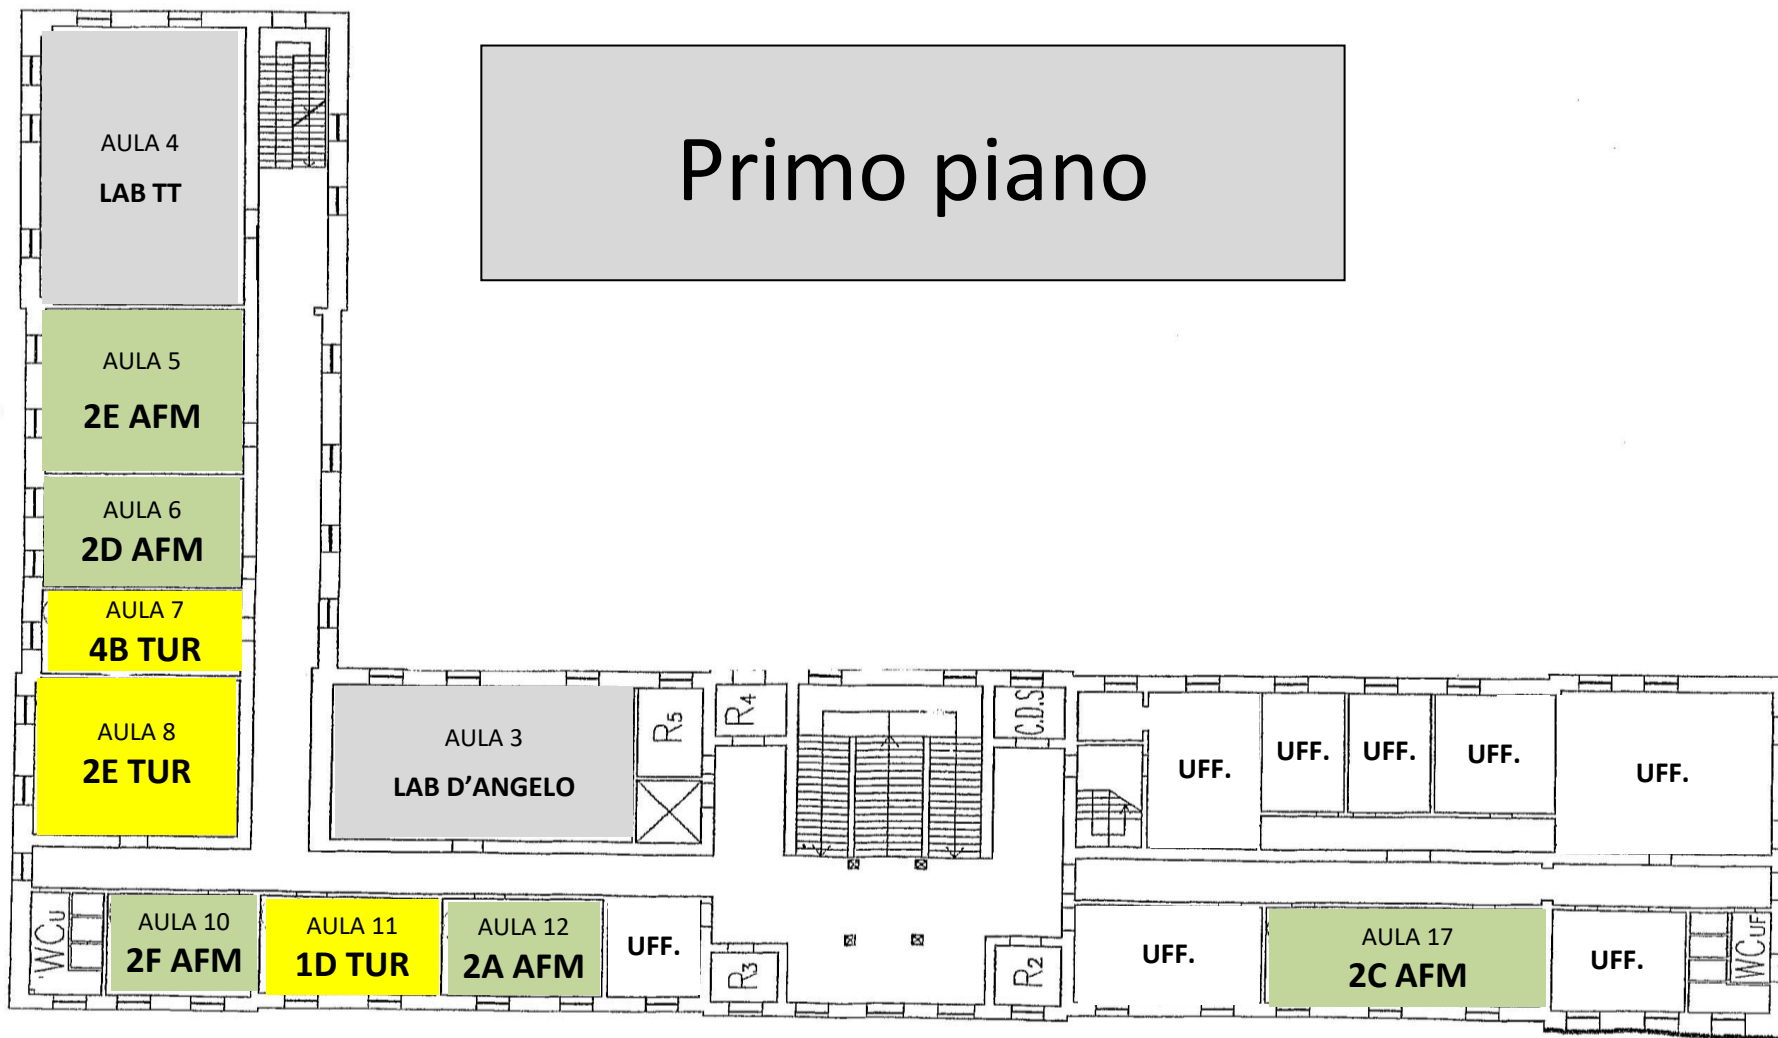 Primo piano
AULA 4
LAB TT
AULA 5
2E AFM
AULA 6
2D AFM
AULA 7
4B TUR
AULA 8
2E TUR
AULA 3
LAB D’ANGELO
R5
R4
C.D.S
UFF.
UFF.
UFF.
UFF.
UFF.
WCU
AULA 10
2F AFM
AULA 11
1D TUR
AULA 12
2A AFM
UFF.
R3
R2
UFF.
AULA 17
2C AFM
UFF.
WCUF